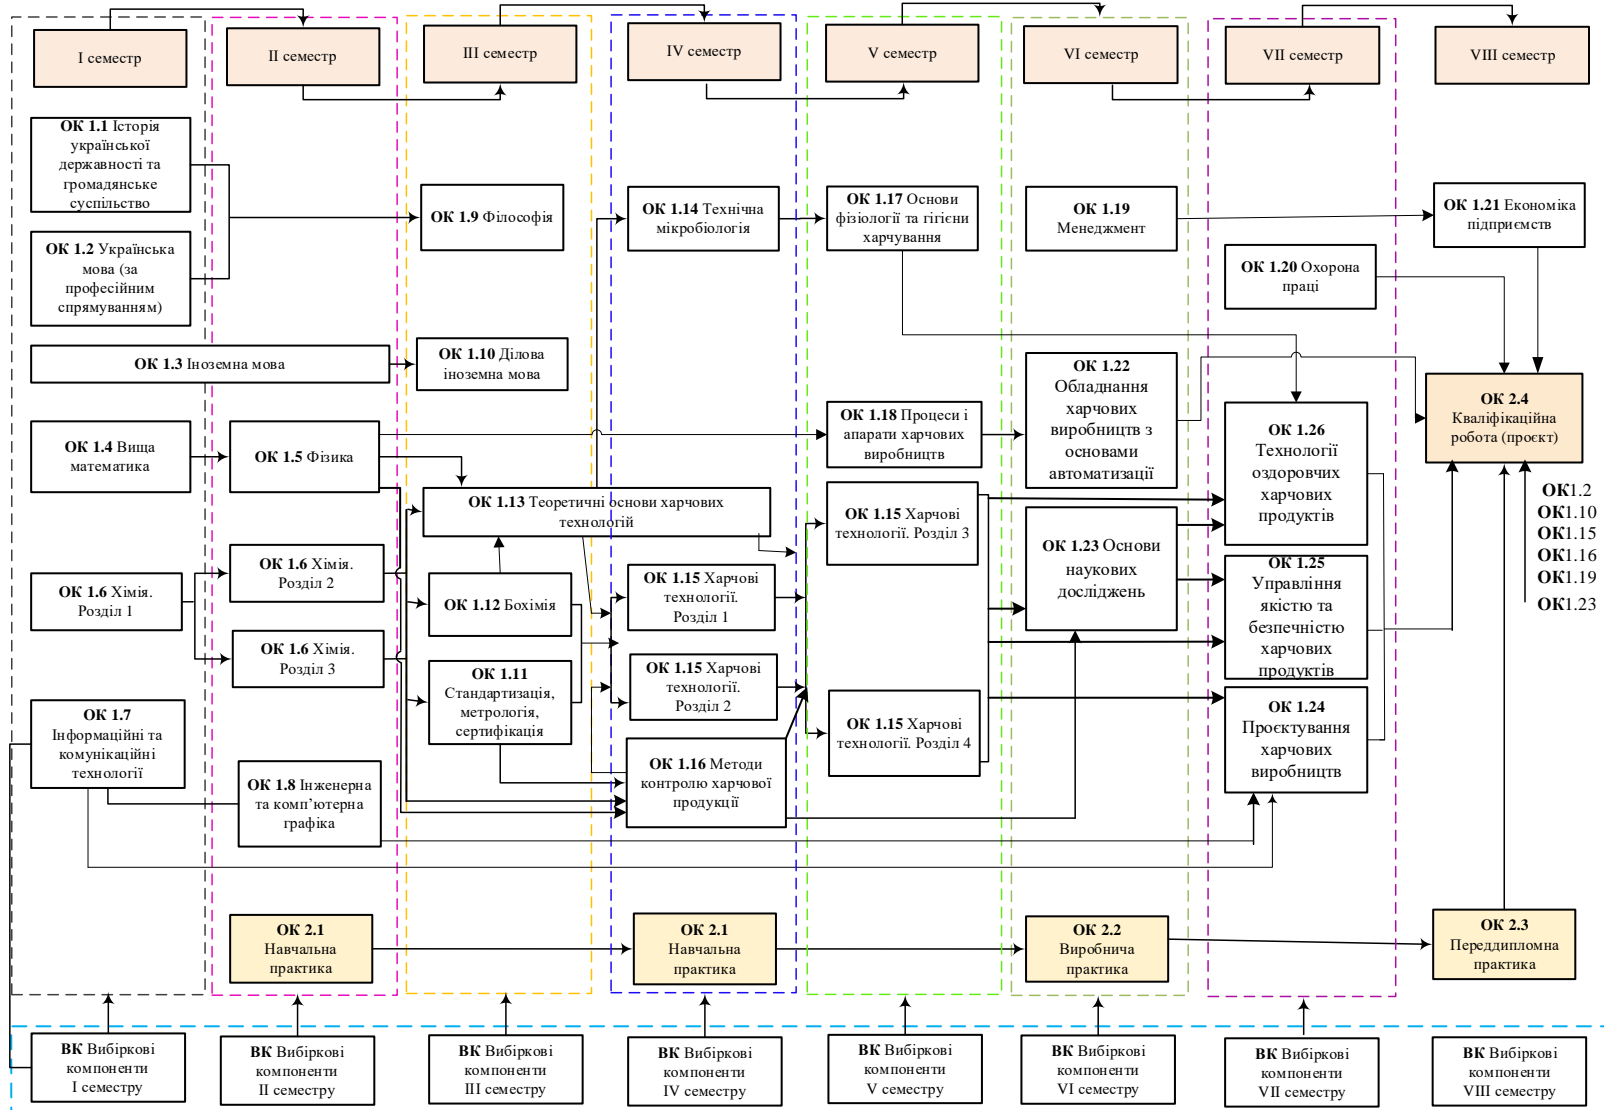 I семестр
II семестр
III семестр
IV семестр
V семестр
VI семестр
VII семестр
VIII семестр
ОК 1.1 Історія
української
державності та
громадянське
суспільство
ОК 1.2 Українська
мова (за
професійним
спрямуванням)
ОК 1.3 Іноземна мова
ОК 1.4 Вища
математика
ОК 1.6 Хімія.
Розділ 1
ОК 1.7
Інформаційні та
комунікаційні
технології
ОК 1.5 Фізика
ОК 1.6 Хімія.
Розділ 2
ОК 1.6 Хімія.
Розділ 3
ОК 1.8 Інженерна
та комп’ютерна
графіка
ОК 2.1
Навчальна
практика
ОК 1.9 Філософія
ОК 1.10 Ділова
іноземна мова
ОК 1.13 Теоретичні основи харчових
технологій
ОК 1.12 Бохімія
ОК 1.11
Стандартизація,
метрологія,
сертифікація
ОК 1.14 Технічна
мікробіологія
ОК 1.15 Харчові
технології.
Розділ 1
ОК 1.15 Харчові
технології.
Розділ 2
ОК 1.16 Методи
контролю харчової
продукції
ОК 2.1
Навчальна
практика
ОК 1.17 Основи
фізіології та гігієни
харчування
ОК 1.18 Процеси і
апарати харчових
виробництв
ОК 1.15 Харчові
технології. Розділ 3
ОК 1.15 Харчові
технології. Розділ 4
ОК 1.19
Менеджмент
ОК 1.22
Обладнання
харчових
виробництв з
основами
автоматизації
ОК 1.23 Основи
наукових
досліджень
ОК 2.2
Виробнича
практика
ОК 1.20 Охорона
праці
ОК 1.26
Технології
оздоровчих
харчових
продуктів
ОК 1.25
Управління
якістю та
безпечністю
харчових
продуктів
ОК 1.24
Проєктування
харчових
виробництв
ОК 1.21 Економіка
підприємств
ОК 2.4
Кваліфікаційна
робота (проєкт)
ОК1.2
ОК1.10
ОК1.15
ОК1.16
ОК1.19
ОК1.23
ОК 2.3
Переддипломна
практика
ВК Вибіркові
компоненти
I семестру
ВК Вибіркові
компоненти
II семестру
ВК Вибіркові
компоненти
III семестру
ВК Вибіркові
компоненти
IV семестру
ВК Вибіркові
компоненти
V семестру
ВК Вибіркові
компоненти
VI семестру
ВК Вибіркові
компоненти
VII семестру
ВК Вибіркові
компоненти
VIII семестру